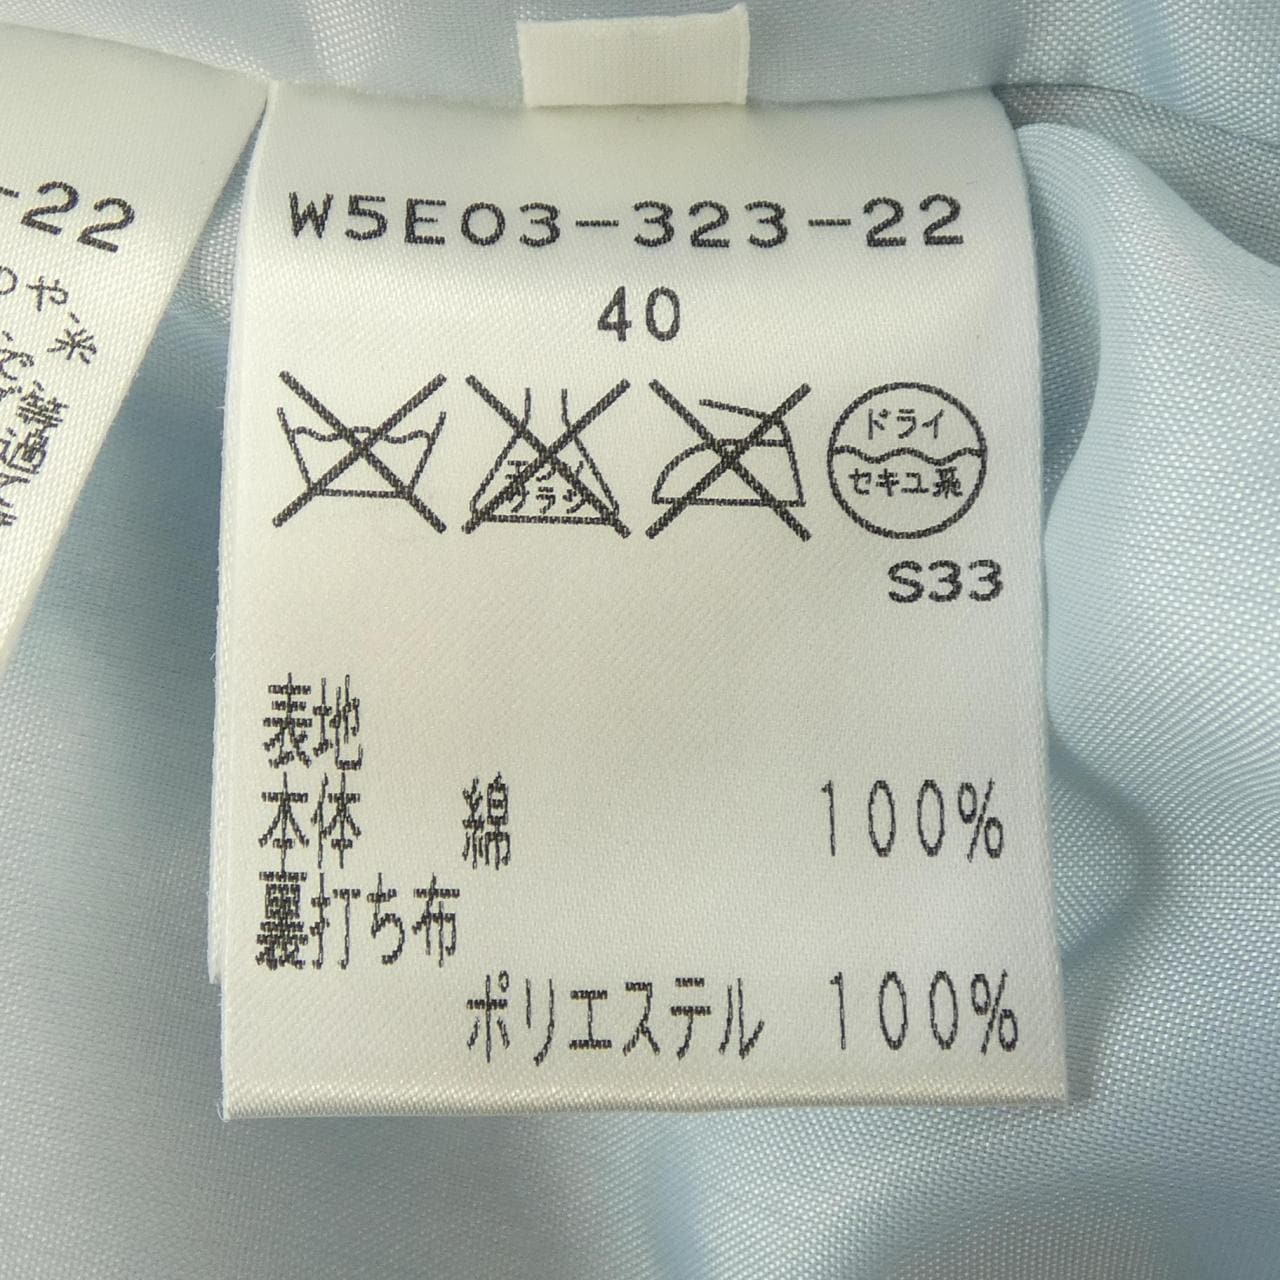 -22
W5E03-323-22
40
ドライ
セキユ系
S33
表地
本体 綿 100%
裏打ち布
ポリエステル 100%